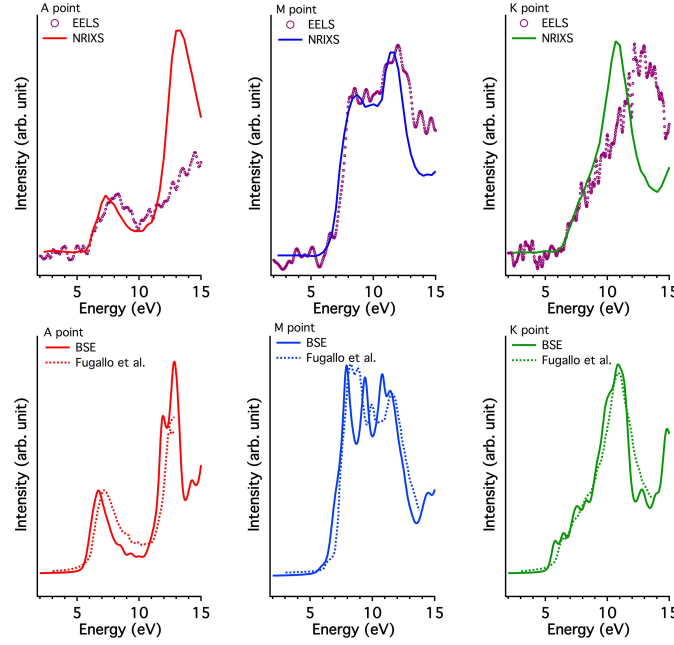 A point
EELS
NRIXS
Intensity (arb. unit)
5
10
15
Energy (eV)
M point
EELS
NRIXS
Intensity (arb. unit)
5
10
15
Energy (eV)
K point
EELS
NRIXS
Intensity (arb. unit)
5
10
15
Energy (eV)
A point
BSE
Fugallo et al.
Intensity (arb. unit)
5
10
15
Energy (eV)
M point
BSE
Fugallo et al.
Intensity (arb. unit)
5
10
15
Energy (eV)
K point
BSE
Fugallo et al.
Intensity (arb. unit)
5
10
15
Energy (eV)